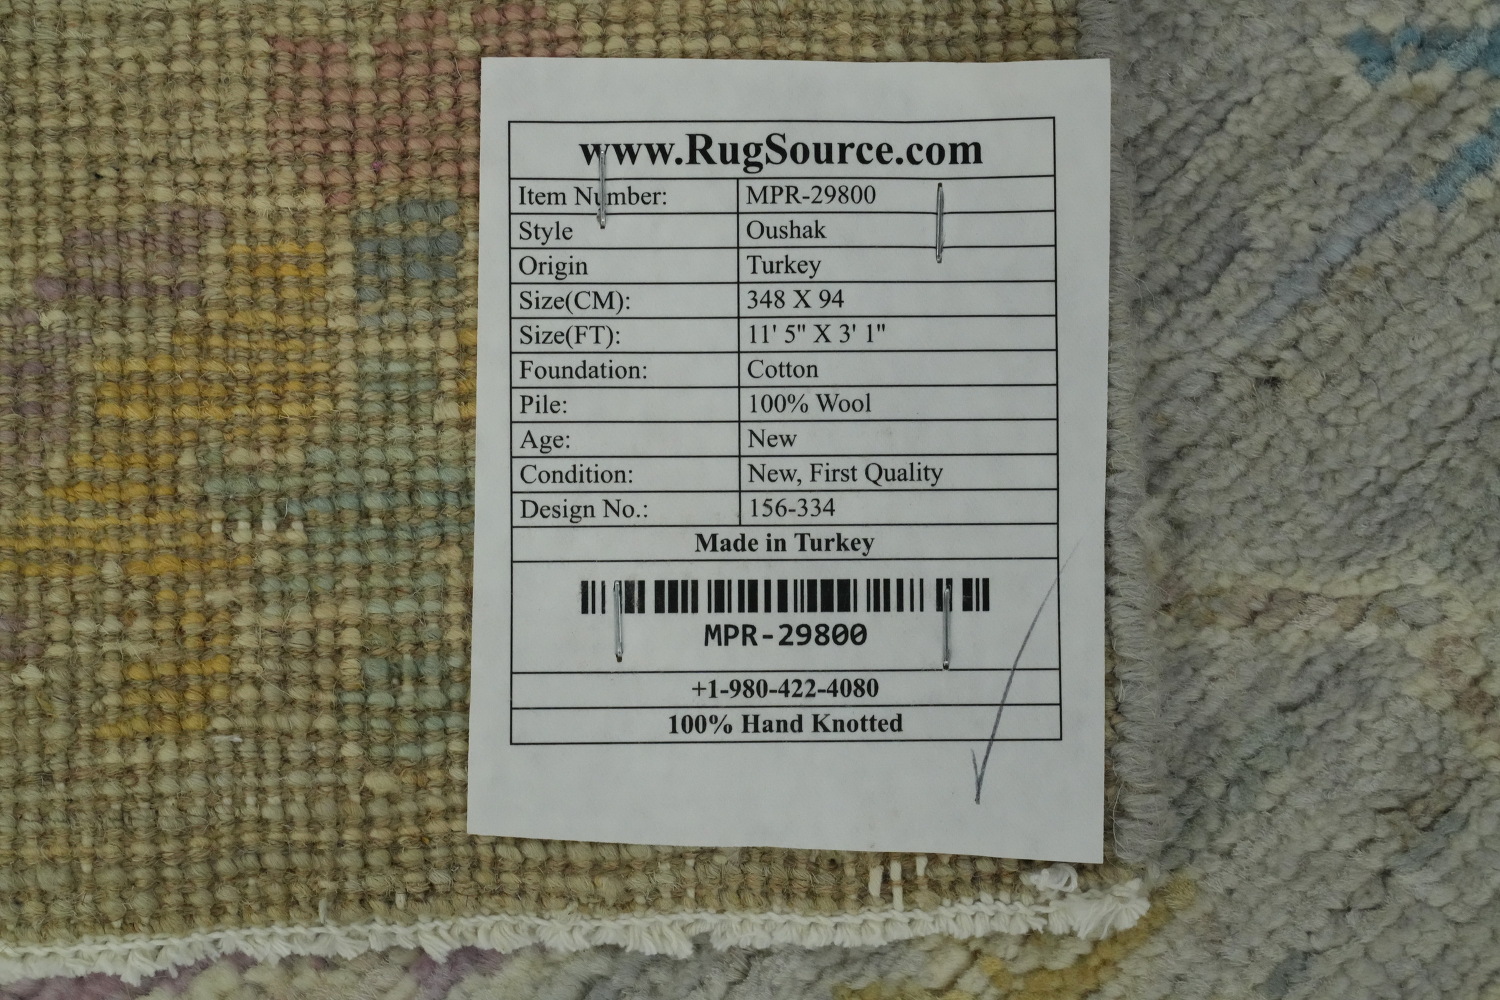 www.RugSource.com
Item Number: MPR-29800
Style Oushak
Origin Turkey
Size(CM): 348 X 94
Size(FT): 11' 5" X 3' 1"
Foundation: Cotton
Pile: 100% Wool
Age: New
Condition: New, First Quality
Design No.: 156-334
Made in Turkey
MPR-29800
+1-980-422-4080
100% Hand Knotted